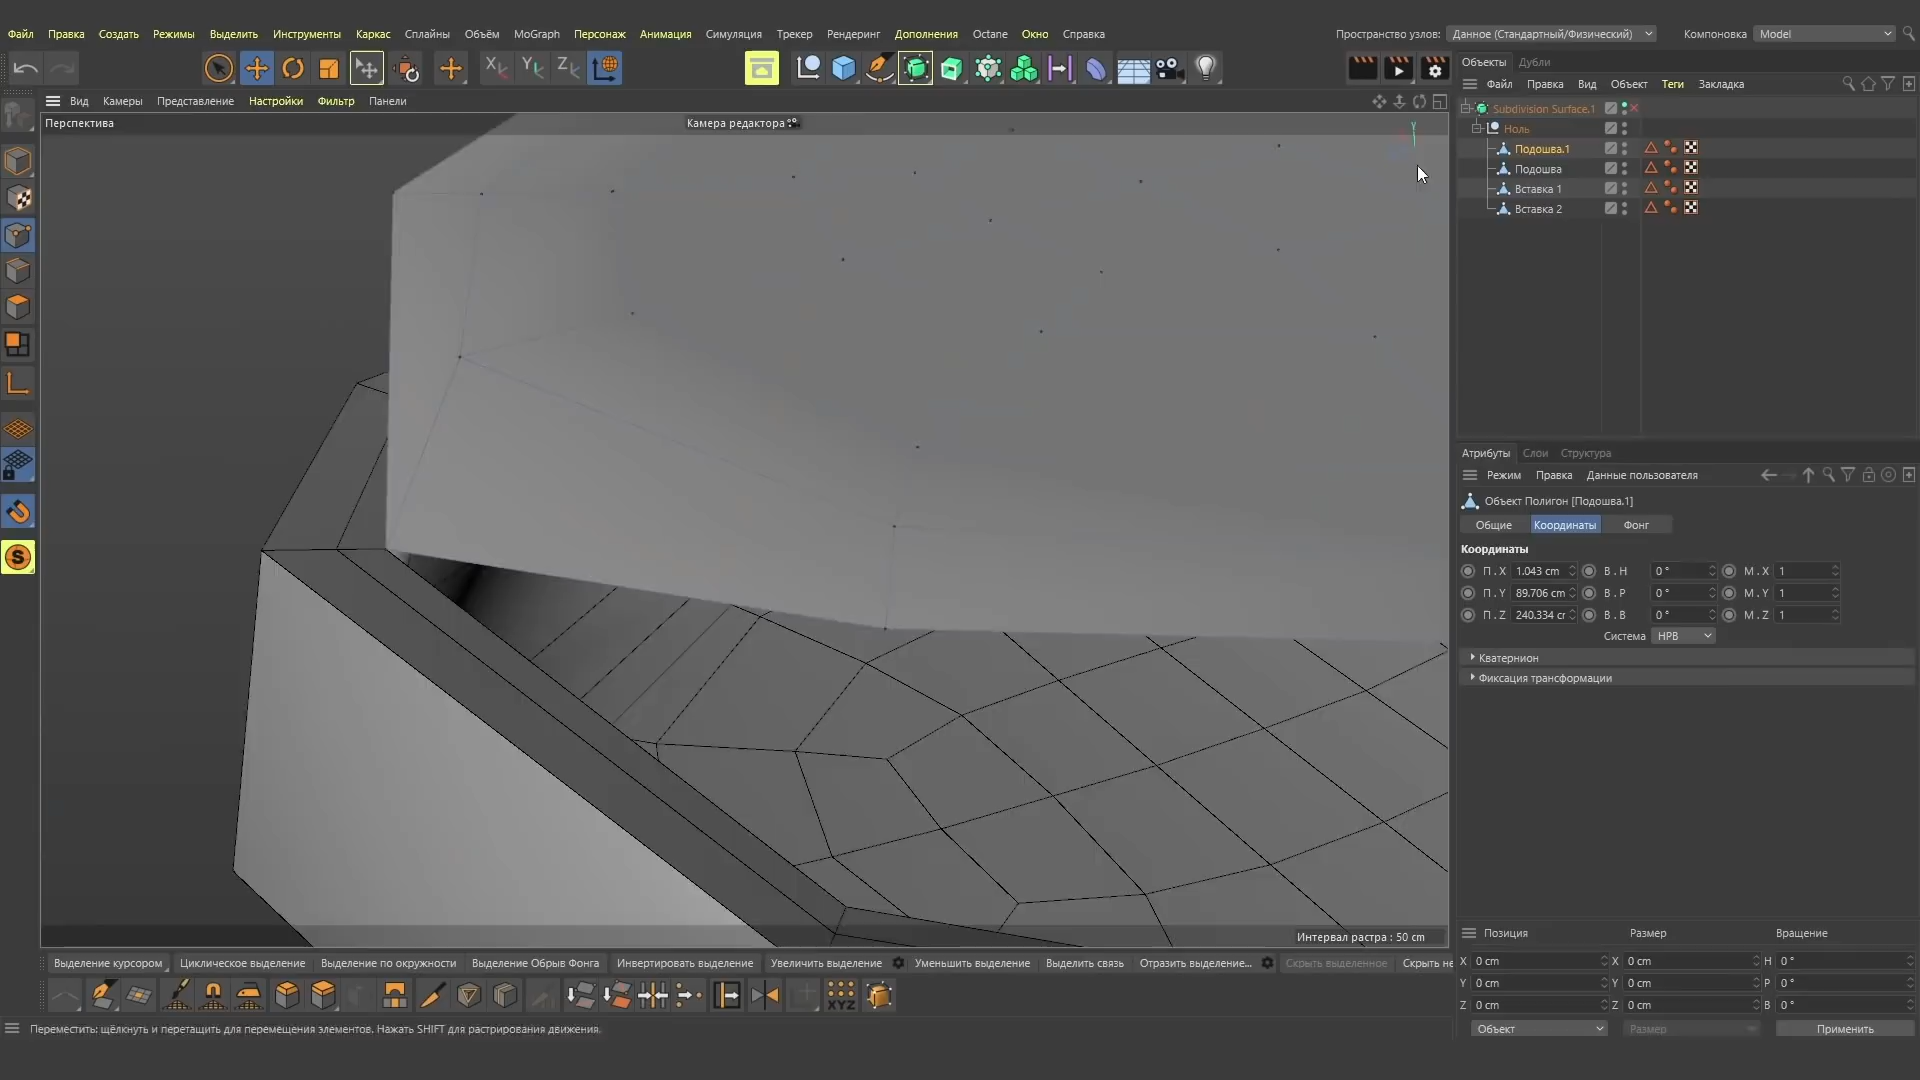 Файл Правка Создать Режимы Выделить Инструменты Каркас Сплайны Объём MoGraph Персонаж Анимация Симуляция Трекер Рендеринг Дополнения Octane Окно Справка Пространство узлов: Данное (Стандартный/Физический) Компоновка Model
Объекты Дубли
Файл Правка Вид Объект Теги Закладка
Вид Камеры Представление Настройки Фильтр Панели
Перспектива
Камера редактора
Subdivision Surface.1
Ноль
Подошва.1
Подошва
Вставка 1
Вставка 2
Y
Атрибуты Слои Структура
Режим Правка Данные пользователя
Объект Полигон [Подошва.1]
Общие Координаты Фонг
Координаты
П . X 1.043 cm В . H 0 ° М . X 1
П . Y 89.706 cm В . P 0 ° М . Y 1
П . Z 240.334 cr В . B 0 ° М . Z 1
Система HPB
Кватернион
Фиксация трансформации
Интервал растра : 50 cm
Позиция Размер Вращение
X 0 cm X 0 cm H 0 °
Y 0 cm Y 0 cm P 0 °
Z 0 cm Z 0 cm B 0 °
Объект Размер Применить
Выделение курсором Циклическое выделение Выделение по окружности Выделение Обрыв Фонга Инвертировать выделение Увеличить выделение Уменьшить выделение Выделить связь Отразить выделение... Скрыть выделенное Скрыть не
XYZ
Переместить: щёлкнуть и перетащить для перемещения элементов. Нажать SHIFT для растрирования движения.